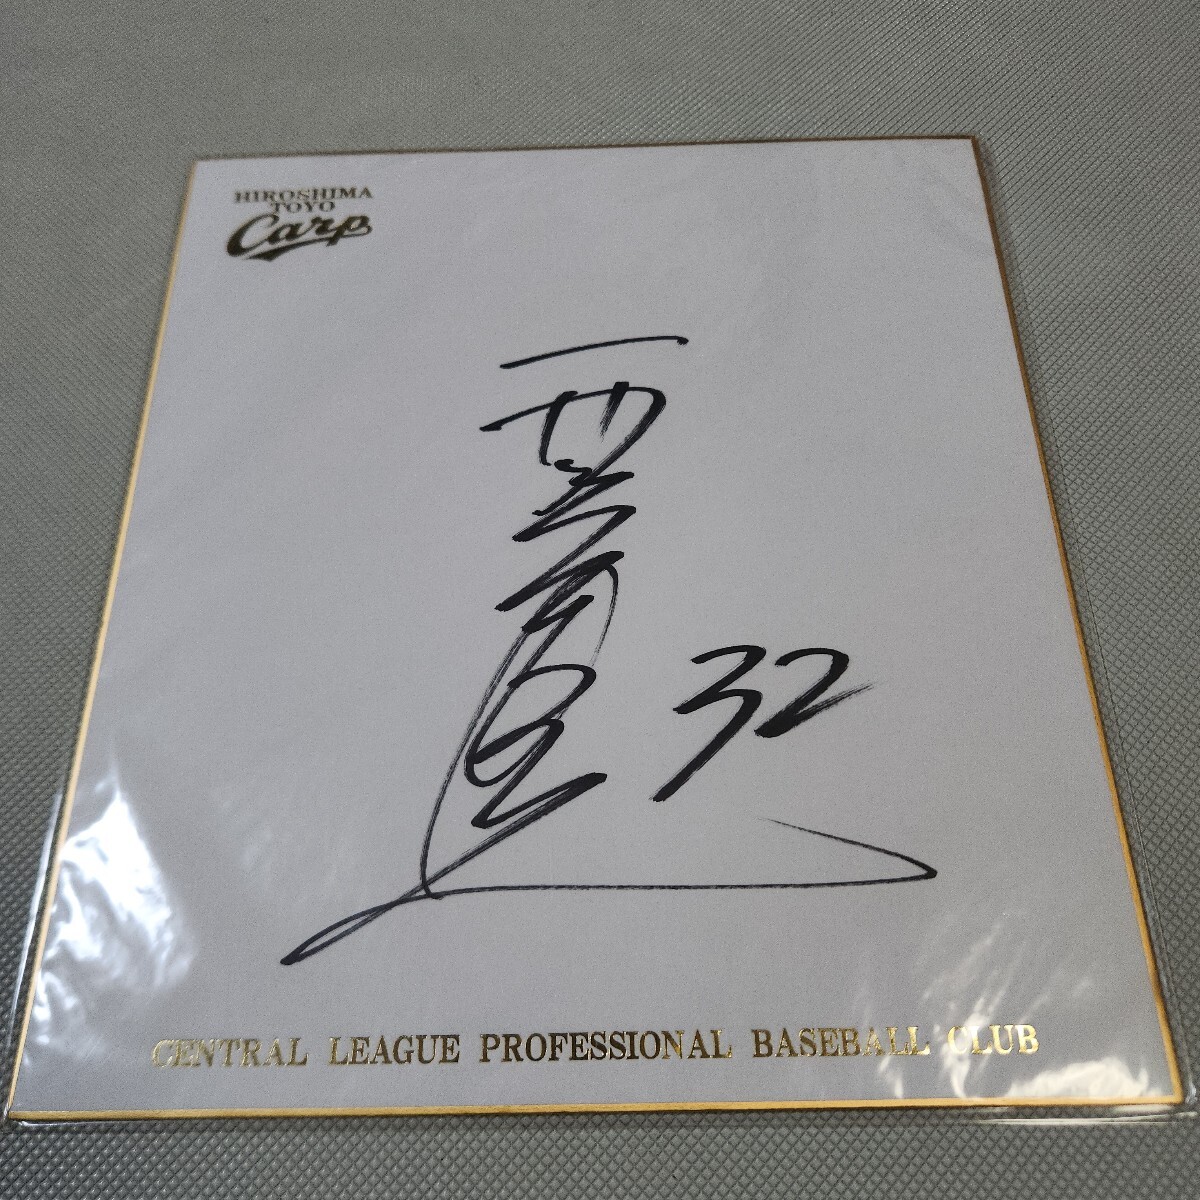 HIROSHIMA
TOYO
Carp
32
CENTRAL LEAGUE PROFESSIONAL BASEBALL CLUB